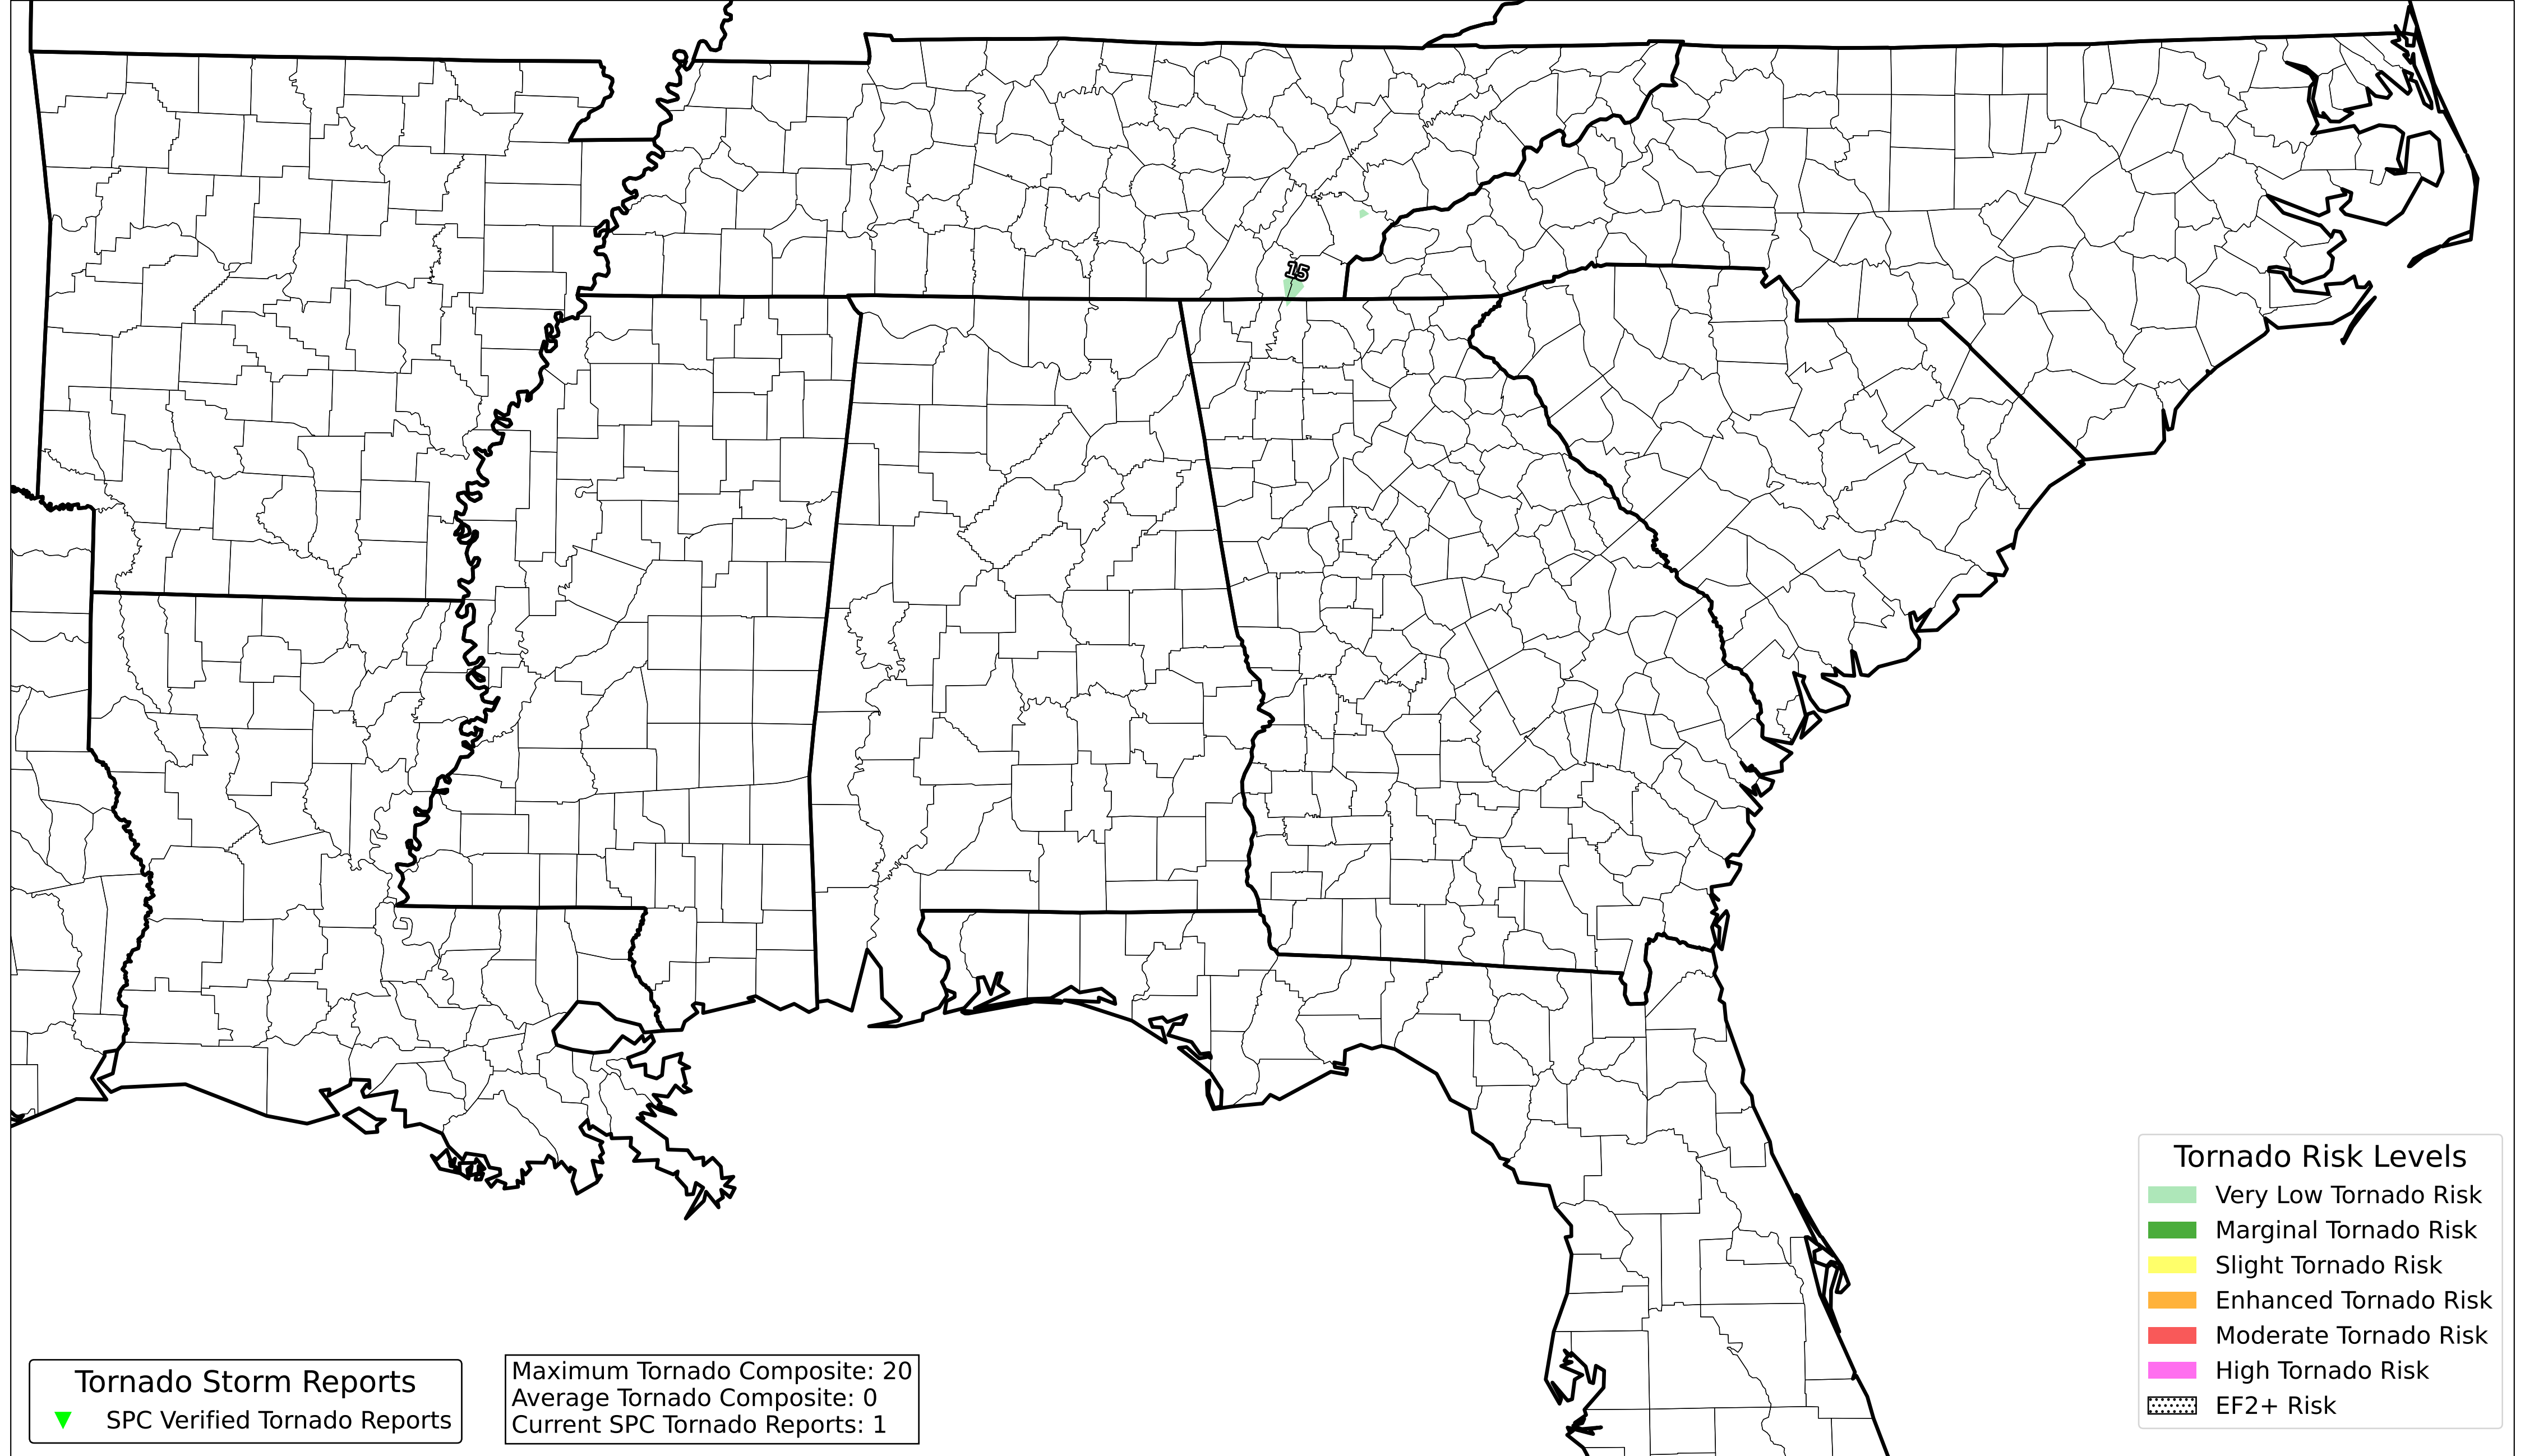 15
Tornado Risk Levels
Very Low Tornado Risk
Marginal Tornado Risk
Slight Tornado Risk
Enhanced Tornado Risk
Moderate Tornado Risk
High Tornado Risk
EF2+ Risk
Tornado Storm Reports
SPC Verified Tornado Reports
Maximum Tornado Composite: 20
Average Tornado Composite: 0
Current SPC Tornado Reports: 1